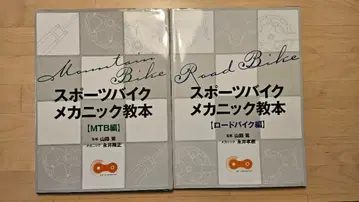 Mountain
Bike
スポーツバイク
メカニック教本
【MTB編】
Road Bike
スポーツバイク
メカニック教本
【ロードバイク編】